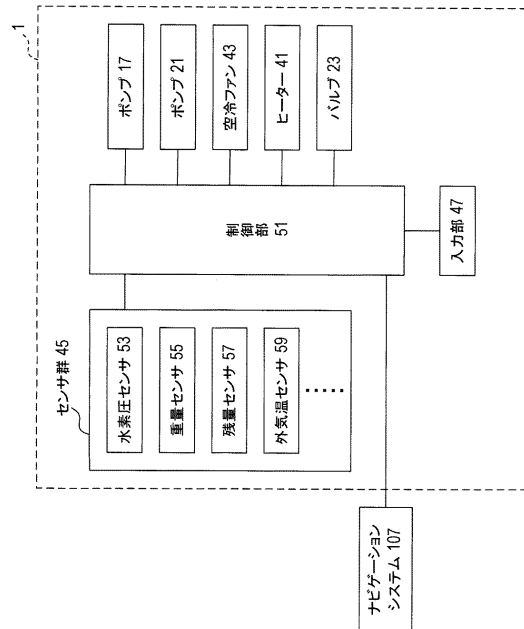 1
ポンプ 17
ポンプ 21
空冷ファン 43
ヒーター 41
バルブ 23
制御部
51
入力部 47
センサ群 45
水素圧センサ 53
重量センサ 55
残量センサ 57
外気温センサ 59
ナビゲーション
システム 107